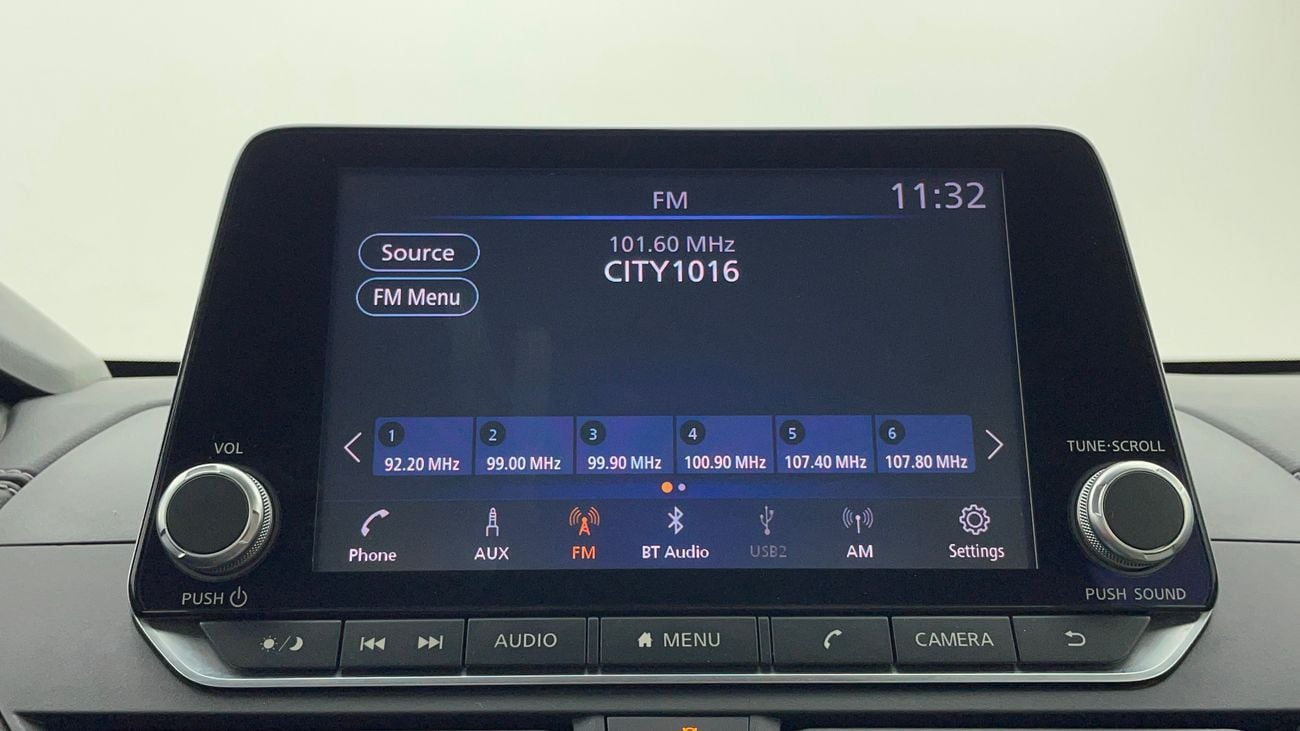 FM
11:32
Source
101.60 MHz
CITY1016
FM Menu
1
92.20 MHz
2
99.00 MHz
3
99.90 MHz
4
100.90 MHz
5
107.40 MHz
6
107.80 MHz
VOL
TUNE·SCROLL
Phone
AUX
FM
BT Audio
USB2
AM
Settings
PUSH
PUSH SOUND
AUDIO
MENU
CAMERA